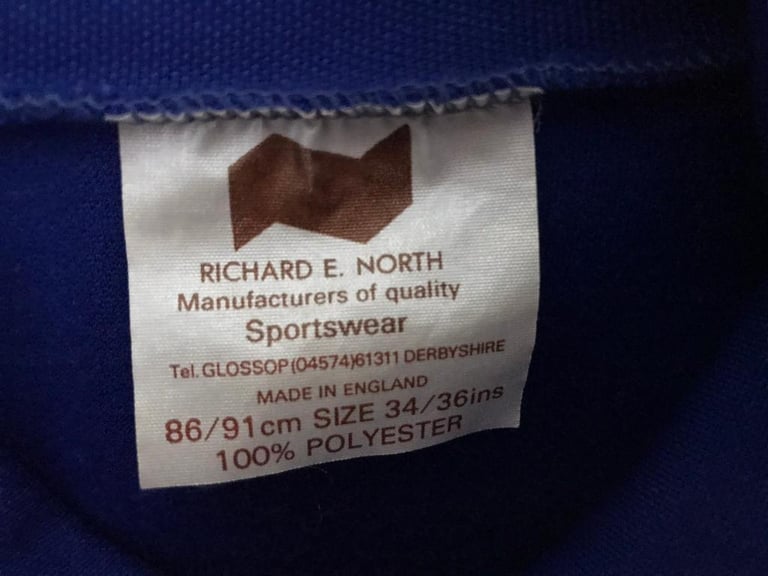 RICHARD E. NORTH
Manufacturers of quality
Sportswear
Tel. GLOSSOP (04574)61311 DERBYSHIRE
MADE IN ENGLAND
86/91cm SIZE 34/36ins
100% POLYESTER